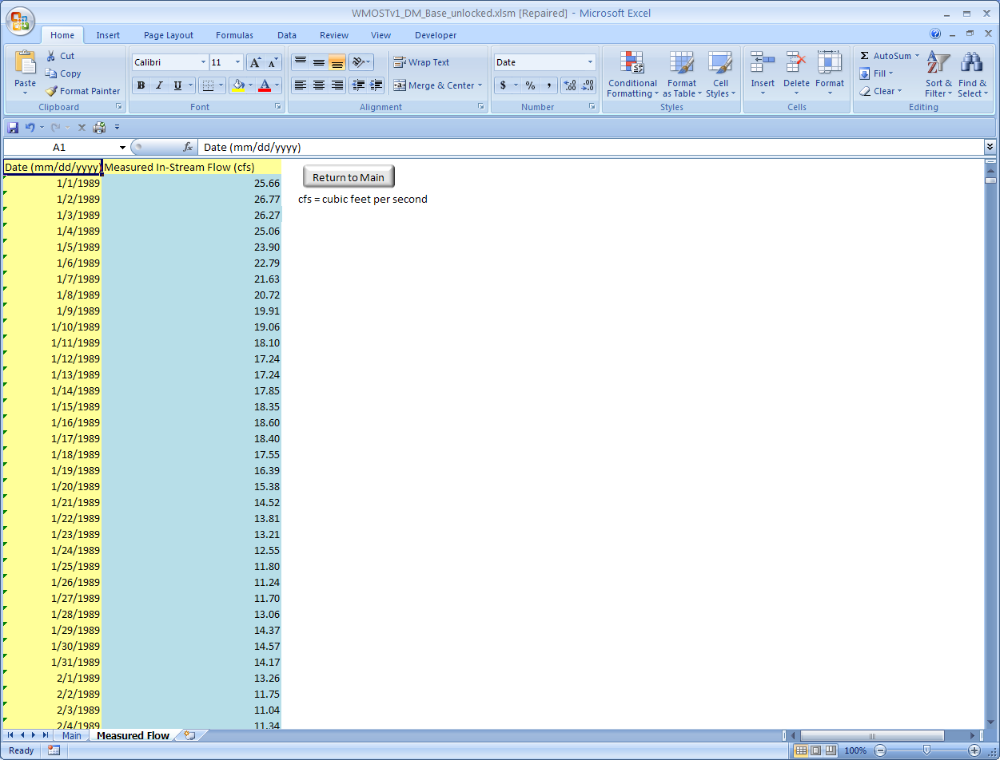 WMOSTv1_DM_Base_unlocked.xlsm [Repaired] - Microsoft Excel
Home Insert Page Layout Formulas Data Review View Developer
Paste
Cut
Copy
Format Painter
Clipboard
Calibri 11 A A
B I U A
Font
Wrap Text
Merge & Center
Alignment
Date
$ % , .00 .00
Number
Conditional Formatting
Format as Table
Cell Styles
Styles
Insert Delete Format
Cells
Σ AutoSum
Fill
Clear
Sort & Filter
Find & Select
Editing
A1 fx Date (mm/dd/yyyy)
Date (mm/dd/yyyy) Measured In-Stream Flow (cfs)
Return to Main
cfs = cubic feet per second
1/1/1989 25.66
1/2/1989 26.77
1/3/1989 26.27
1/4/1989 25.06
1/5/1989 23.90
1/6/1989 22.79
1/7/1989 21.63
1/8/1989 20.72
1/9/1989 19.91
1/10/1989 19.06
1/11/1989 18.10
1/12/1989 17.24
1/13/1989 17.24
1/14/1989 17.85
1/15/1989 18.35
1/16/1989 18.60
1/17/1989 18.40
1/18/1989 17.55
1/19/1989 16.39
1/20/1989 15.38
1/21/1989 14.52
1/22/1989 13.81
1/23/1989 13.21
1/24/1989 12.55
1/25/1989 11.80
1/26/1989 11.24
1/27/1989 11.70
1/28/1989 13.06
1/29/1989 14.37
1/30/1989 14.57
1/31/1989 14.17
2/1/1989 13.26
2/2/1989 11.75
2/3/1989 11.04
2/4/1989 11.34
Main Measured Flow
Ready 100%